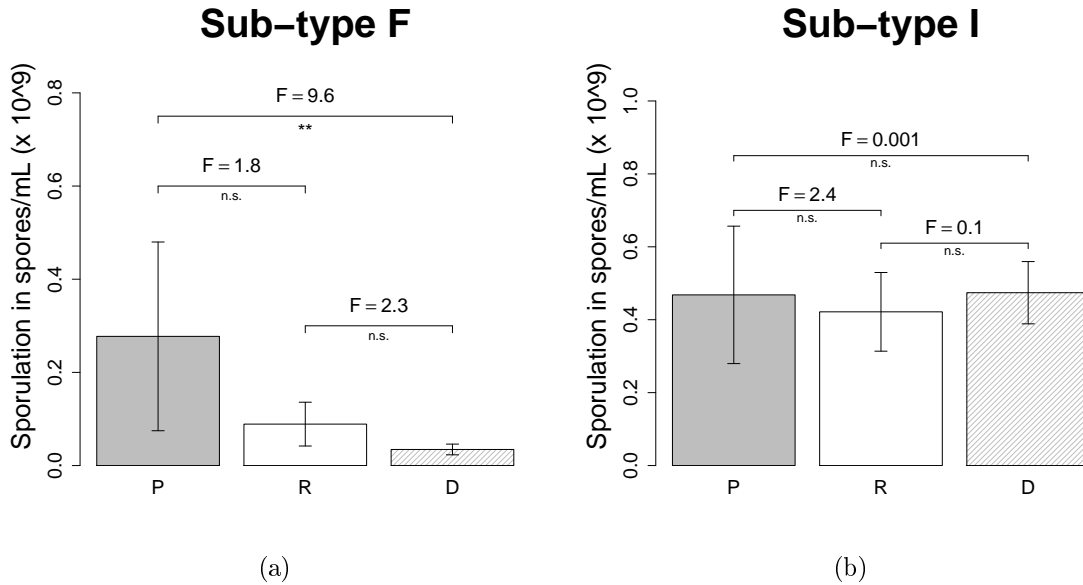 Sub−type F
Sporulation in spores/mL (x 10^9)
0.8
0.6
0.4
0.2
0.0
F = 9.6
**
F = 1.8
n.s.
F = 2.3
n.s.
P R D
(a)
Sub−type I
Sporulation in spores/mL (x 10^9)
1.0
0.8
0.6
0.4
0.2
0.0
F = 0.001
n.s.
F = 2.4
n.s.
F = 0.1
n.s.
P R D
(b)